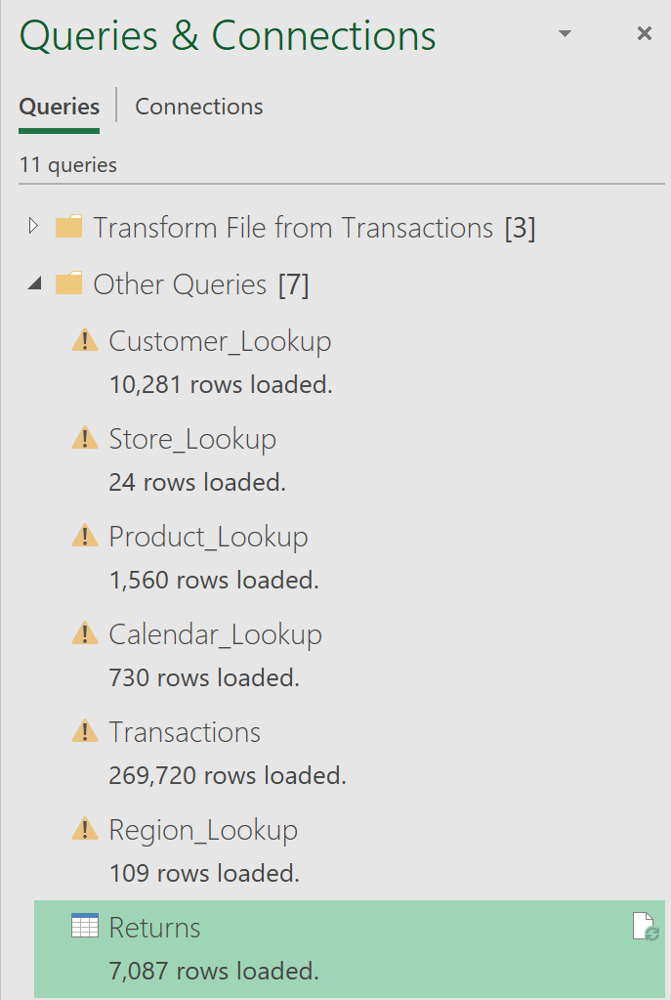 Queries & Connections
Queries
Connections
11 queries
Transform File from Transactions [3]
Other Queries [7]
Customer_Lookup
10,281 rows loaded.
Store_Lookup
24 rows loaded.
Product_Lookup
1,560 rows loaded.
Calendar_Lookup
730 rows loaded.
Transactions
269,720 rows loaded.
Region_Lookup
109 rows loaded.
Returns
7,087 rows loaded.